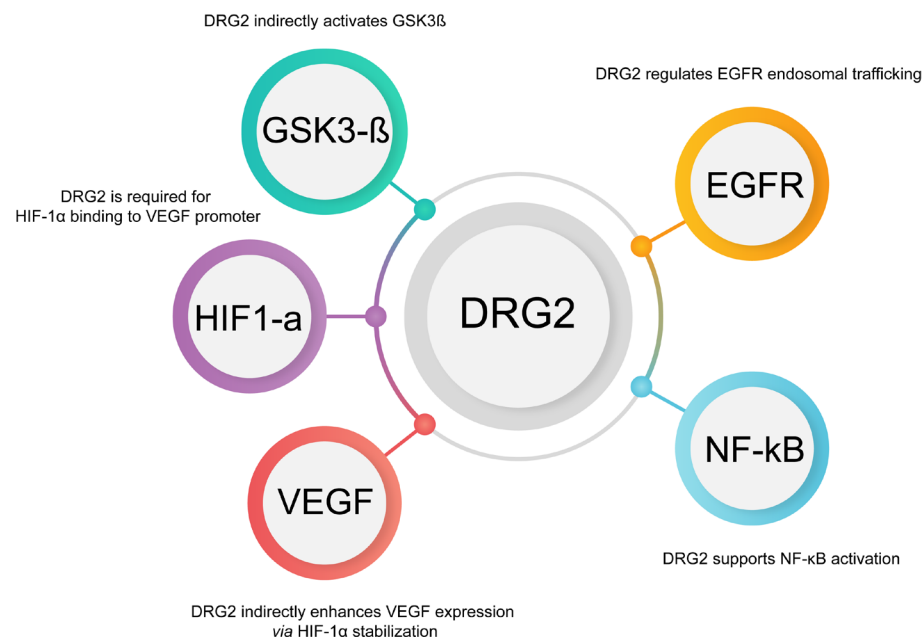 DRG2 indirectly activates GSK3ß
GSK3-ß
DRG2 regulates EGFR endosomal trafficking
EGFR
DRG2 is required for
HIF-1α binding to VEGF promoter
HIF1-a
DRG2
VEGF
NF-kB
DRG2 supports NF-κB activation
DRG2 indirectly enhances VEGF expression
via HIF-1α stabilization